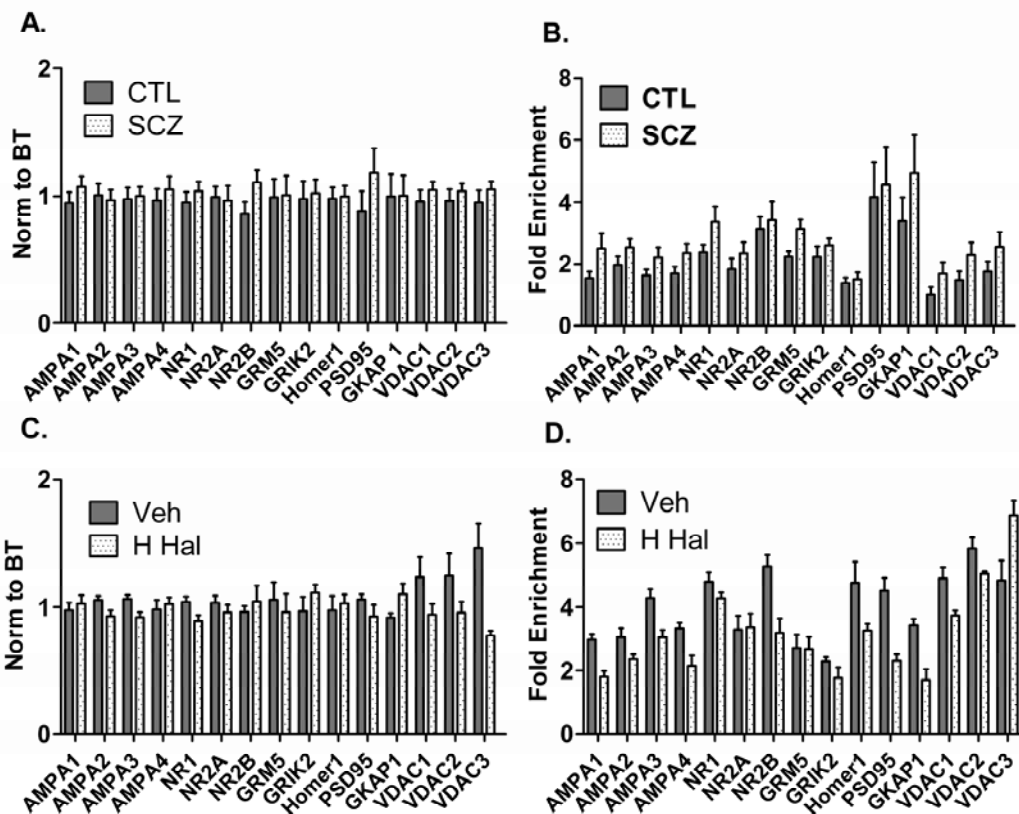 A.
2
CTL
SCZ
1
0
Norm to BT
AMPA1 AMPA2 AMPA3 AMPA4 NR1 NR2A NR2B GRM5 GRIK2 Homer1 PSD95 GKAP 1 VDAC1 VDAC2 VDAC3
B.
8
CTL
SCZ
6
4
2
0
Fold Enrichment
AMPA1 AMPA2 AMPA3 AMPA4 NR1 NR2A NR2B GRM5 GRIK2 Homer1 PSD95 GKAP1 VDAC1 VDAC2 VDAC3
C.
2
Veh
H Hal
1
0
Norm to BT
AMPA1 AMPA2 AMPA3 AMPA4 NR1 NR2A NR2B GRM5 GRIK2 Homer1 PSD95 GKAP1 VDAC1 VDAC2 VDAC3
D.
8
Veh
H Hal
6
4
2
0
Fold Enrichment
AMPA1 AMPA2 AMPA3 AMPA4 NR1 NR2A NR2B GRM5 GRIK2 Homer1 PSD95 GKAP1 VDAC1 VDAC2 VDAC3